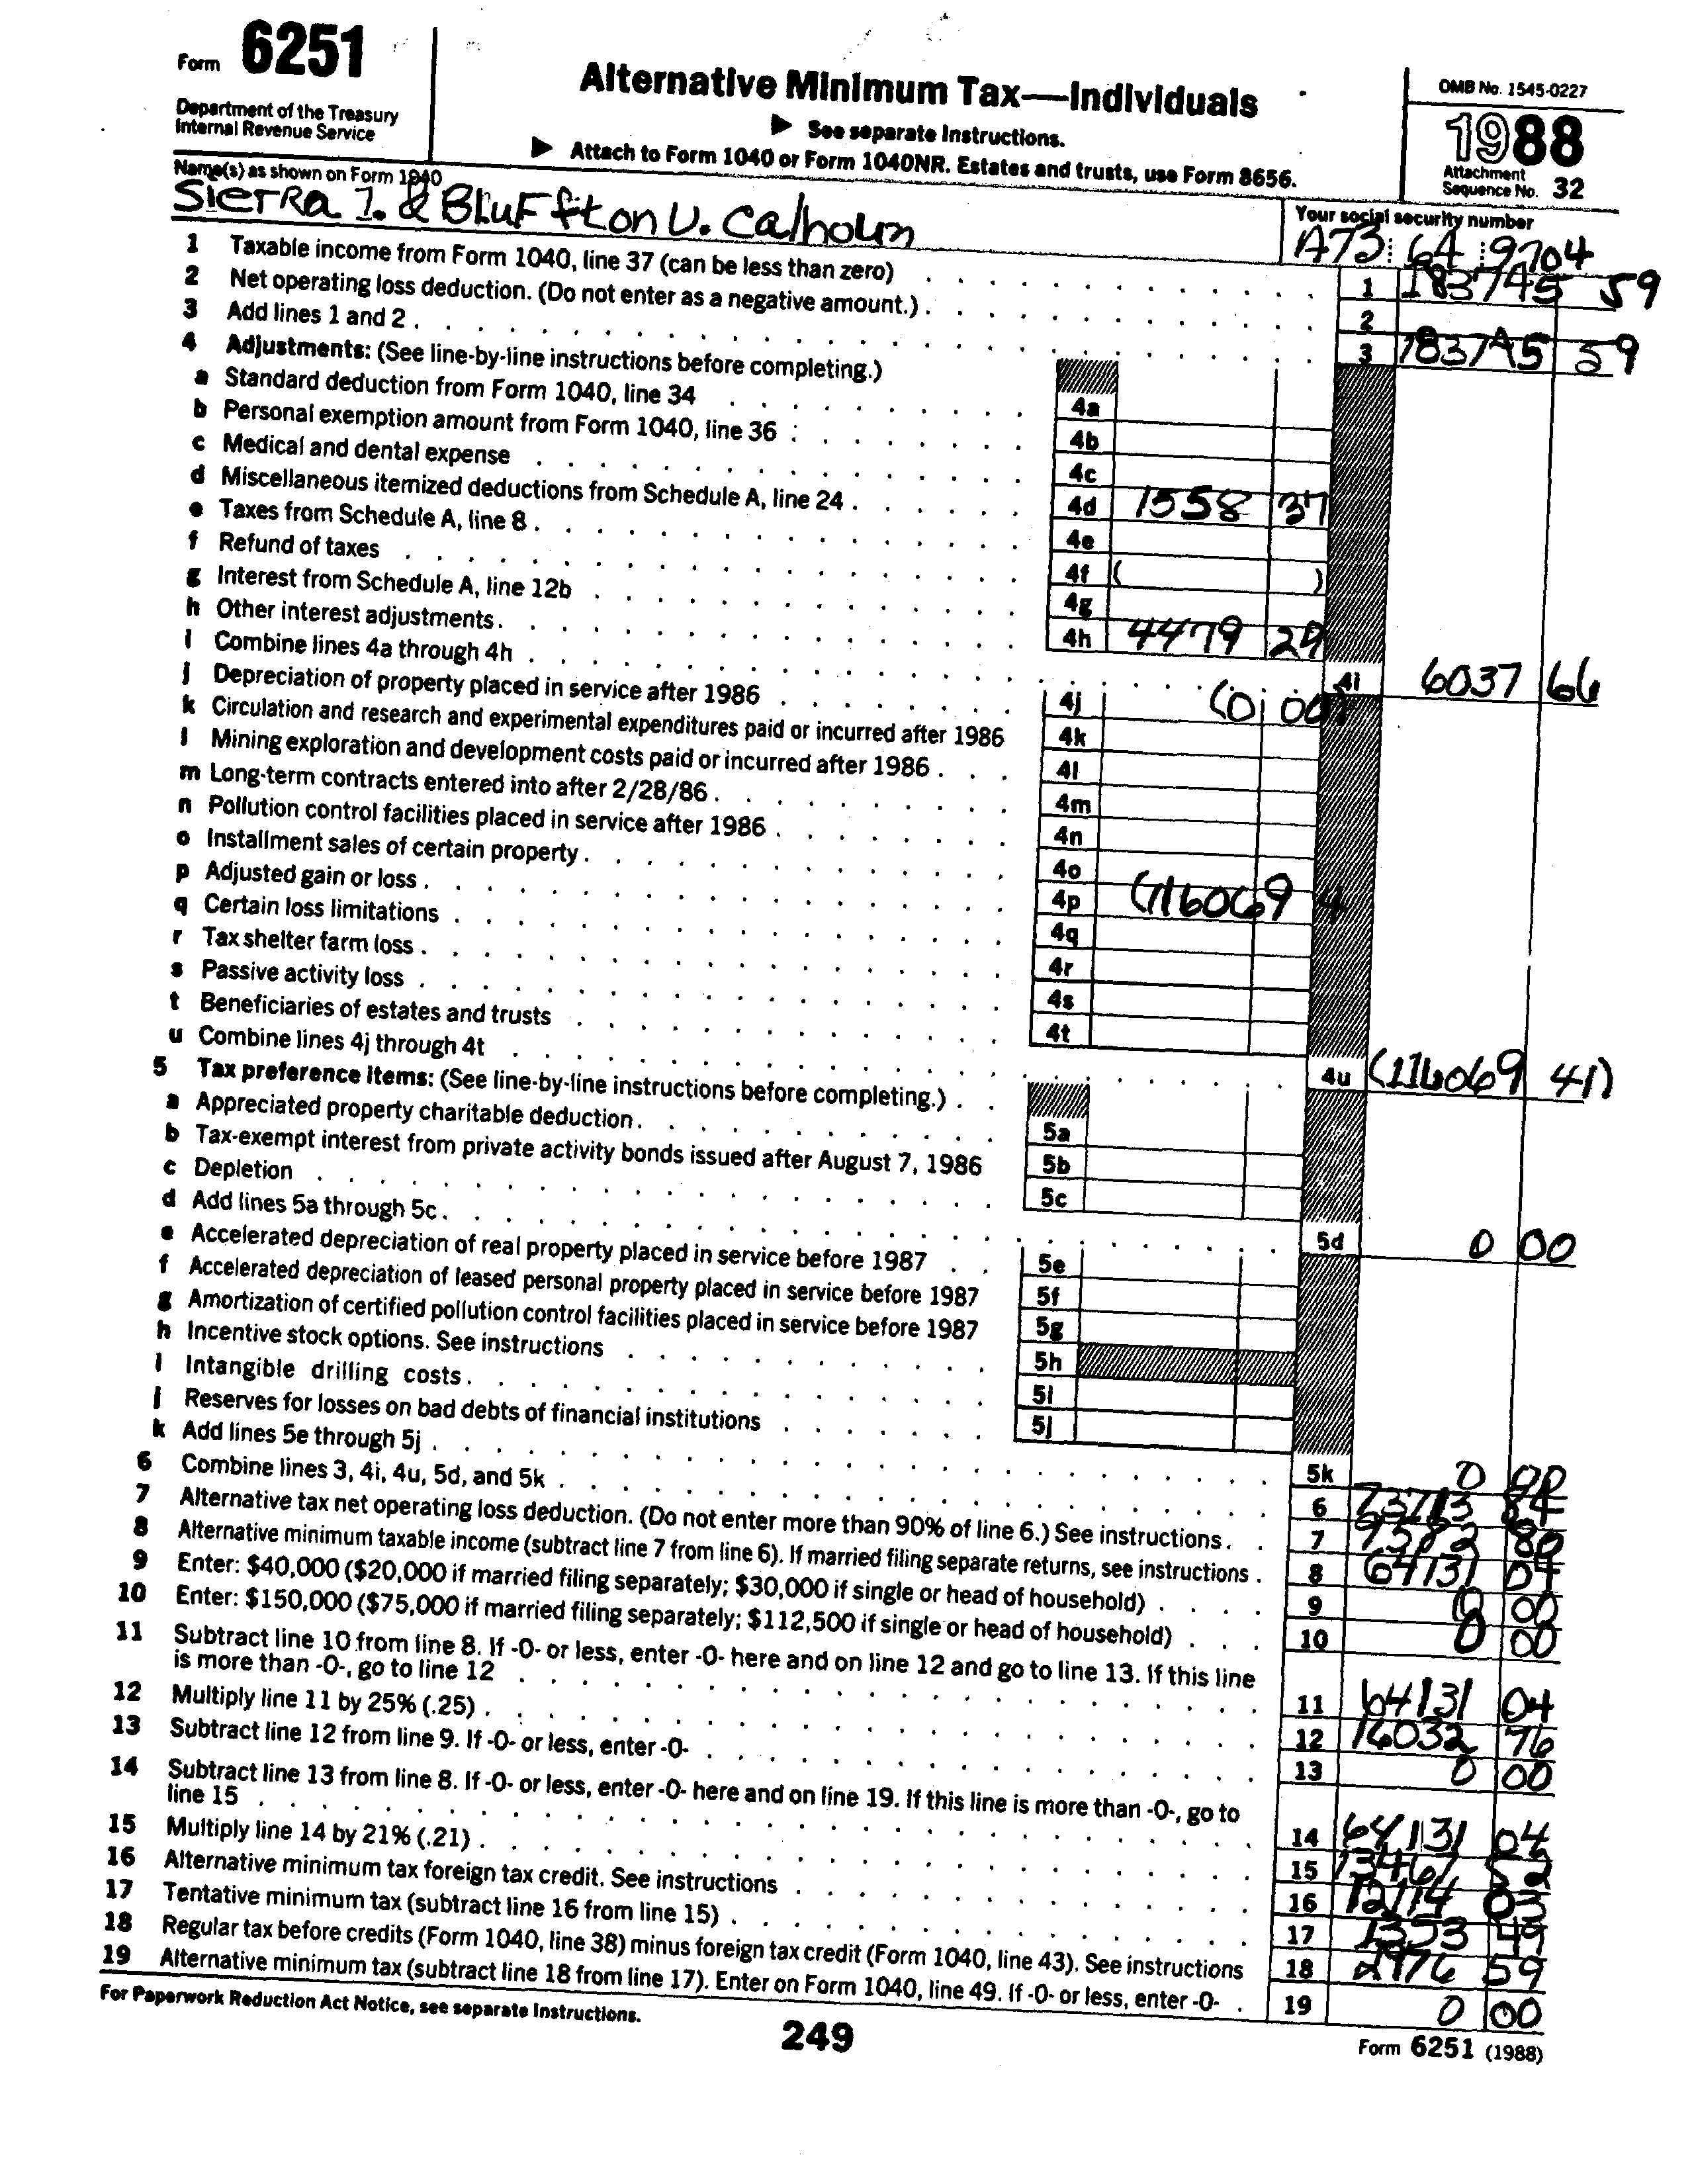 Form 6251
Department of the Treasury
Internal Revenue Service
Alternative Minimum Tax—Individuals
▶ See separate Instructions.
▶ Attach to Form 1040 or Form 1040NR. Estates and trusts, use Form 8656.
OMB No. 1545-0227
1988
Attachment
Sequence No. 32
Name(s) as shown on Form 1040
Sierra J. & Bluffton U. Calhoun
Your social security number
A73 64 9704
1 Taxable income from Form 1040, line 37 (can be less than zero) 1 183745 59
2 Net operating loss deduction. (Do not enter as a negative amount.) 2
3 Add lines 1 and 2 3 183745 59
4 Adjustments: (See line-by-line instructions before completing.)
a Standard deduction from Form 1040, line 34 4a
b Personal exemption amount from Form 1040, line 36 4b
c Medical and dental expense 4c
d Miscellaneous itemized deductions from Schedule A, line 24 4d 1558 37
e Taxes from Schedule A, line 8 4e
f Refund of taxes 4f ( )
g Interest from Schedule A, line 12b 4g
h Other interest adjustments 4h 4479 29
i Combine lines 4a through 4h 4i 6037 66
j Depreciation of property placed in service after 1986 4j (0 00)
k Circulation and research and experimental expenditures paid or incurred after 1986 4k
l Mining exploration and development costs paid or incurred after 1986 4l
m Long-term contracts entered into after 2/28/86 4m
n Pollution control facilities placed in service after 1986 4n
o Installment sales of certain property 4o
p Adjusted gain or loss 4p (116069 4
q Certain loss limitations 4q
r Tax shelter farm loss 4r
s Passive activity loss 4s
t Beneficiaries of estates and trusts 4t
u Combine lines 4j through 4t 4u (116069 41)
5 Tax preference items: (See line-by-line instructions before completing.)
a Appreciated property charitable deduction 5a
b Tax-exempt interest from private activity bonds issued after August 7, 1986 5b
c Depletion 5c
d Add lines 5a through 5c 5d 0 00
e Accelerated depreciation of real property placed in service before 1987 5e
f Accelerated depreciation of leased personal property placed in service before 1987 5f
g Amortization of certified pollution control facilities placed in service before 1987 5g
h Incentive stock options. See instructions 5h
i Intangible drilling costs 5i
j Reserves for losses on bad debts of financial institutions 5j
k Add lines 5e through 5j 5k 0 00
6 Combine lines 3, 4i, 4u, 5d, and 5k 6 73713 84
7 Alternative tax net operating loss deduction. (Do not enter more than 90% of line 6.) See instructions 7 9582 80
8 Alternative minimum taxable income (subtract line 7 from line 6). If married filing separate returns, see instructions 8 64131 04
9 Enter: $40,000 ($20,000 if married filing separately; $30,000 if single or head of household) 9 0 00
10 Enter: $150,000 ($75,000 if married filing separately; $112,500 if single or head of household) 10 0 00
11 Subtract line 10 from line 8. If -0- or less, enter -0- here and on line 12 and go to line 13. If this line
is more than -0-, go to line 12 11 64131 04
12 Multiply line 11 by 25% (.25) 12 16032 76
13 Subtract line 12 from line 9. If -0- or less, enter -0- 13 0 00
14 Subtract line 13 from line 8. If -0- or less, enter -0- here and on line 19. If this line is more than -0-, go to
line 15 14 64131 04
15 Multiply line 14 by 21% (.21) 15 13467 52
16 Alternative minimum tax foreign tax credit. See instructions 16 12114 03
17 Tentative minimum tax (subtract line 16 from line 15) 17 1353 49
18 Regular tax before credits (Form 1040, line 38) minus foreign tax credit (Form 1040, line 43). See instructions 18 2976 59
19 Alternative minimum tax (subtract line 18 from line 17). Enter on Form 1040, line 49. If -0- or less, enter -0- 19 0 00
For Paperwork Reduction Act Notice, see separate Instructions.
249
Form 6251 (1988)